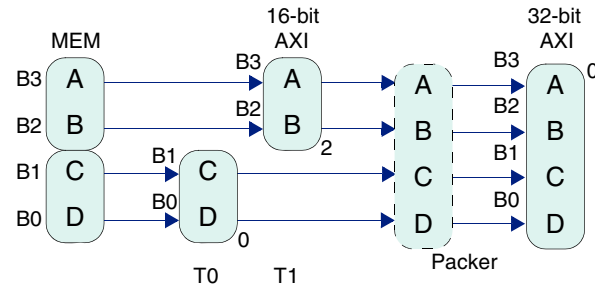 16-bit
32-bit
MEM
AXI
AXI
B3 A B3 A A B3 A 0
B2 B B2 B 2 B B2 B
B1 C B1 C C B1 C
B0 D B0 D 0 D B0 D
Packer
T0 T1